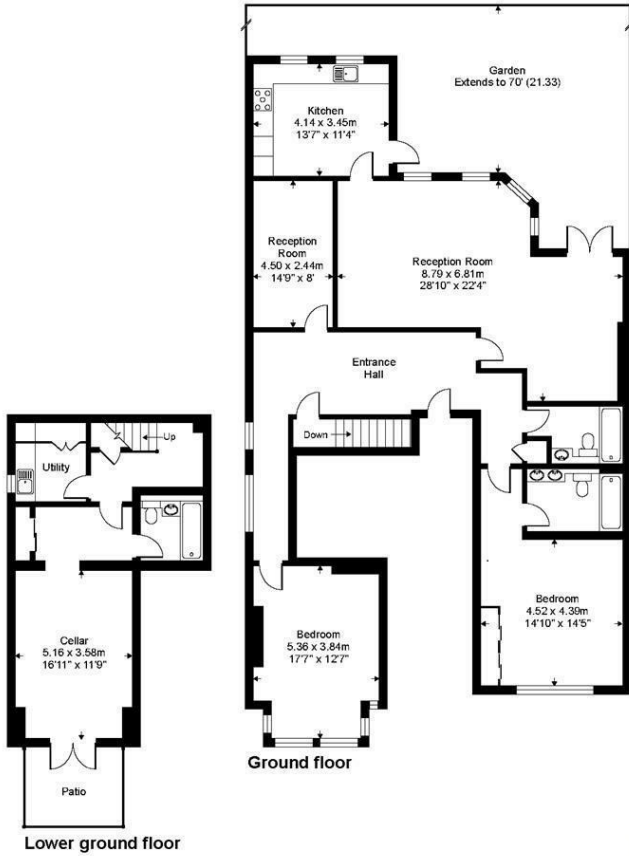 Garden
Extends to 70' (21.33)
Kitchen
4.14 x 3.45m
13'7" x 11'4"
Reception
Room
4.50 x 2.44m
14'9" x 8'
Reception Room
8.79 x 6.81m
28'10" x 22'4"
Entrance
Hall
Down
Up
Utility
Bedroom
4.52 x 4.39m
14'10" x 14'5"
Bedroom
5.36 x 3.84m
17'7" x 12'7"
Cellar
5.16 x 3.58m
16'11" x 11'9"
Ground floor
Patio
Lower ground floor